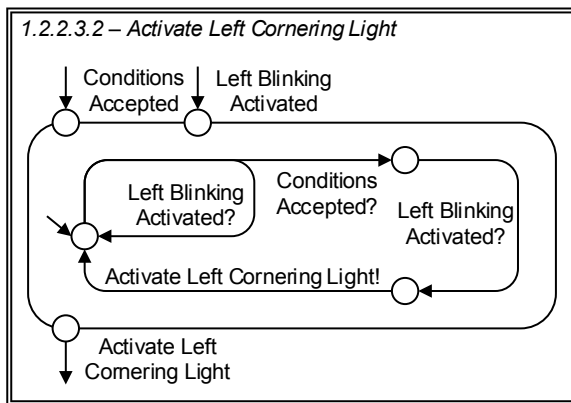 1.2.2.3.2 – Activate Left Cornering Light
Conditions
Accepted
Left Blinking
Activated
Left Blinking
Activated?
Conditions
Accepted?
Left Blinking
Activated?
Activate Left Cornering Light!
Activate Left
Cornering Light